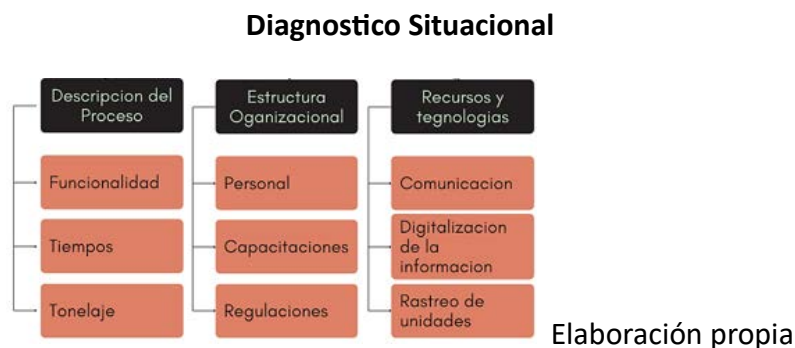 Diagnostico Situacional
Descripcion del
Proceso
Funcionalidad
Tiempos
Tonelaje
Estructura
Oganizacional
Personal
Capacitaciones
Regulaciones
Recursos y
tegnologias
Comunicacion
Digitalizacion
de la
informacion
Rastreo de
unidades
Elaboración propia